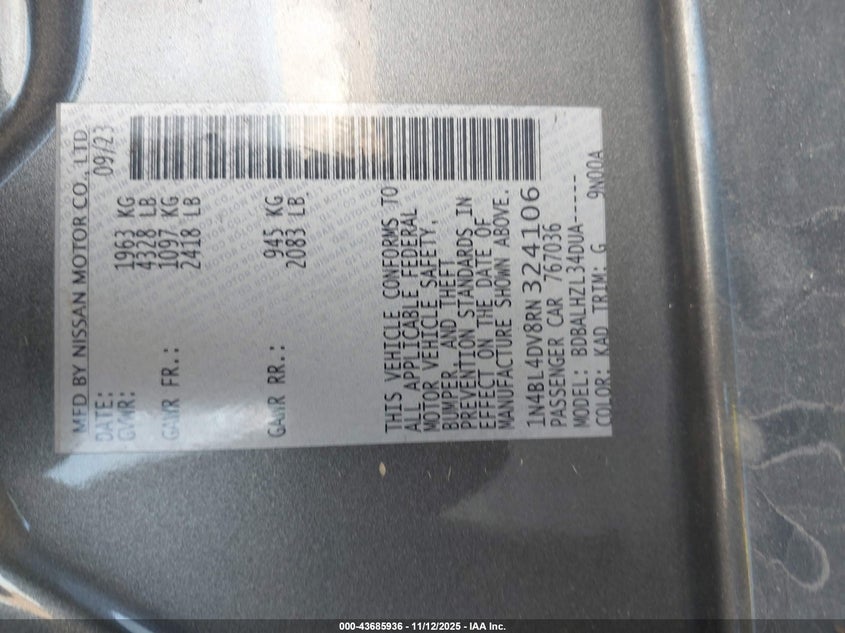 MFD BY NISSAN MOTOR CO., LTD.
DATE: 09/23
GVWR: 1963 KG
4328 LB
GAWR FR.: 1097 KG
2418 LB
GAWR RR.: 945 KG
2083 LB.
THIS VEHICLE CONFORMS TO
ALL APPLICABLE FEDERAL
MOTOR VEHICLE SAFETY,
BUMPER, AND THEFT
PREVENTION STANDARDS IN
EFFECT ON THE DATE OF
MANUFACTURE SHOWN ABOVE.
1N4BL4DV8RN324106
PASSENGER CAR 767036
MODEL: BDBALHZL34DUA-----
COLOR: KAD TRIM: G 9N00A
000-43685936 - 11/12/2025 - IAA Inc.